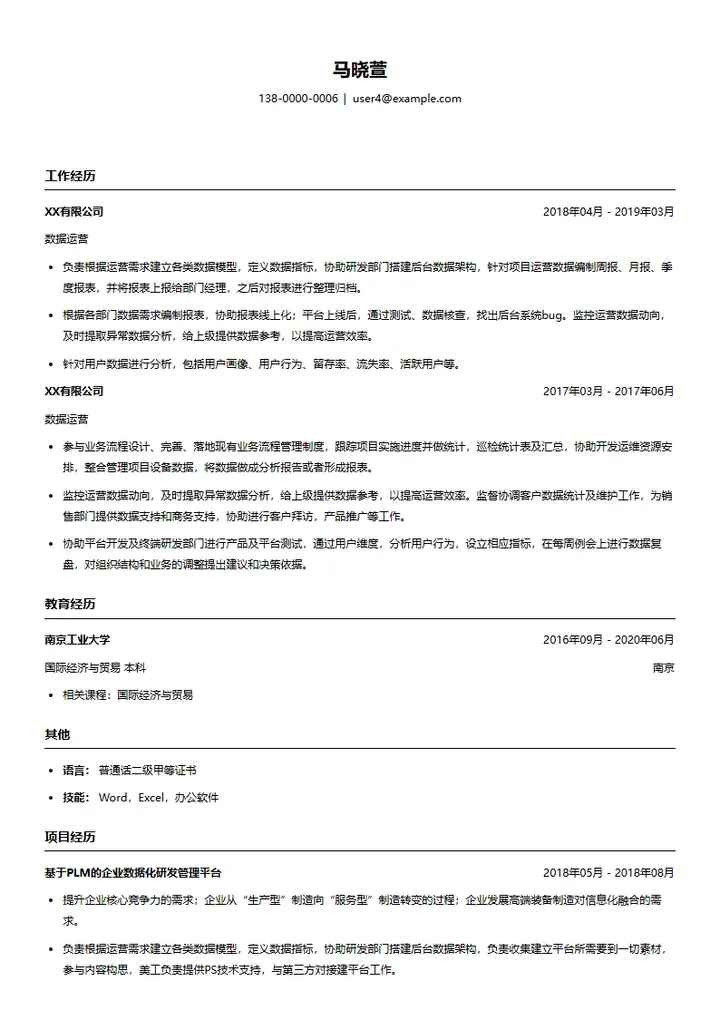 马晓萱
138-0000-0006 | user4@example.com
工作经历
XX有限公司 2018年04月 - 2019年03月
数据运营
• 负责根据运营需求建立各类数据模型，定义数据指标，协助研发部门搭建后台数据架构，针对项目运营数据编制周报、月报、季
度报表，并将报表上报给部门经理，之后对报表进行整理归档。
• 根据各部门数据需求编制报表，协助报表线上化；平台上线后，通过测试、数据核查，找出后台系统bug。监控运营数据动向，
及时提取异常数据分析，给上级提供数据参考，以提高运营效率。
• 针对用户数据进行分析，包括用户画像、用户行为、留存率、流失率、活跃用户等。
XX有限公司 2017年03月 - 2017年06月
数据运营
• 参与业务流程设计、完善、落地现有业务流程管理制度，跟踪项目实施进度并做统计，巡检统计表及汇总，协助开发运维资源安
排，整合管理项目设备数据，将数据做成分析报告或者形成报表。
• 监控运营数据动向，及时提取异常数据分析，给上级提供数据参考，以提高运营效率。监督协调客户数据统计及维护工作，为销
售部门提供数据支持和商务支持，协助进行客户拜访，产品推广等工作。
• 协助平台开发及终端研发部门进行产品及平台测试，通过用户维度，分析用户行为，设立相应指标，在每周例会上进行数据复
盘，对组织结构和业务的调整提出建议和决策依据。
教育经历
南京工业大学 2016年09月 - 2020年06月
国际经济与贸易 本科 南京
• 相关课程：国际经济与贸易
其他
• 语言： 普通话二级甲等证书
• 技能： Word，Excel，办公软件
项目经历
基于PLM的企业数据化研发管理平台 2018年05月 - 2018年08月
• 提升企业核心竞争力的需求；企业从“生产型”制造向“服务型”制造转变的过程；企业发展高端装备制造对信息化融合的需
求。
• 负责根据运营需求建立各类数据模型，定义数据指标，协助研发部门搭建后台数据架构，负责收集建立平台所需要到一切素材，
参与内容构思，美工负责提供PS技术支持，与第三方对接建平台工作。